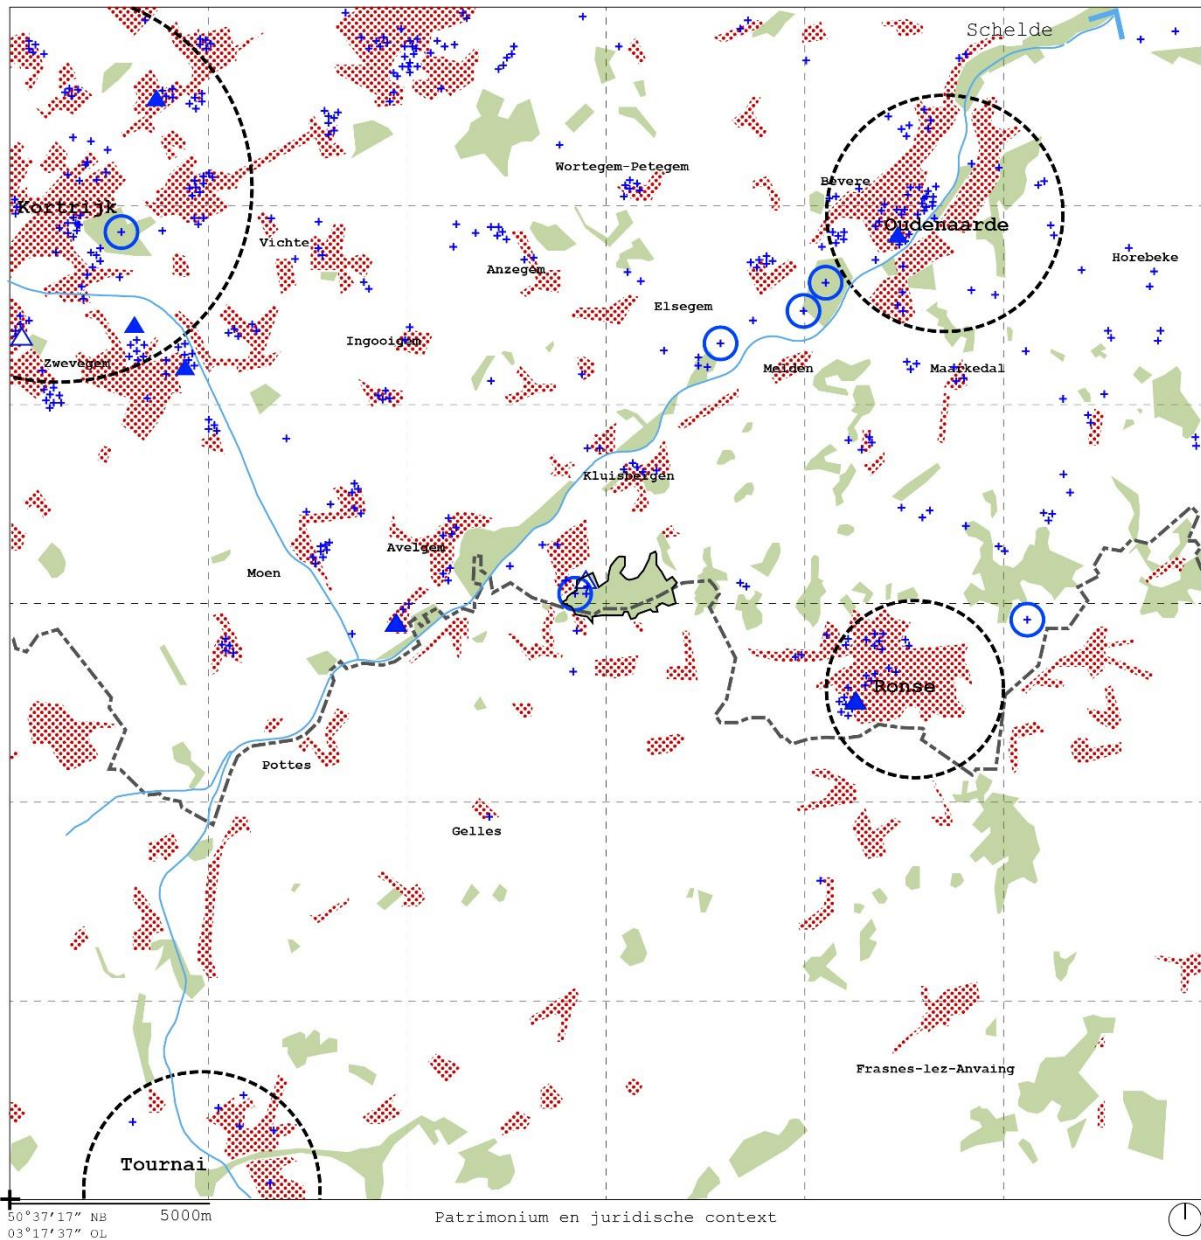 Schelde
Wortegem-Petegem
Bevere
Kortrijk
Oudenaarde
Vichte
Horebeke
Anzegem
Elsegem
Ingooigem
Zwevegem
Melden
Maarkedal
Kluisbergen
Avelgem
Moen
Ronse
Pottes
Gelles
Frasnes-lez-Anvaing
Tournai
50°37'17" NB
5000m
Patrimonium en juridische context
03°17'37" OL